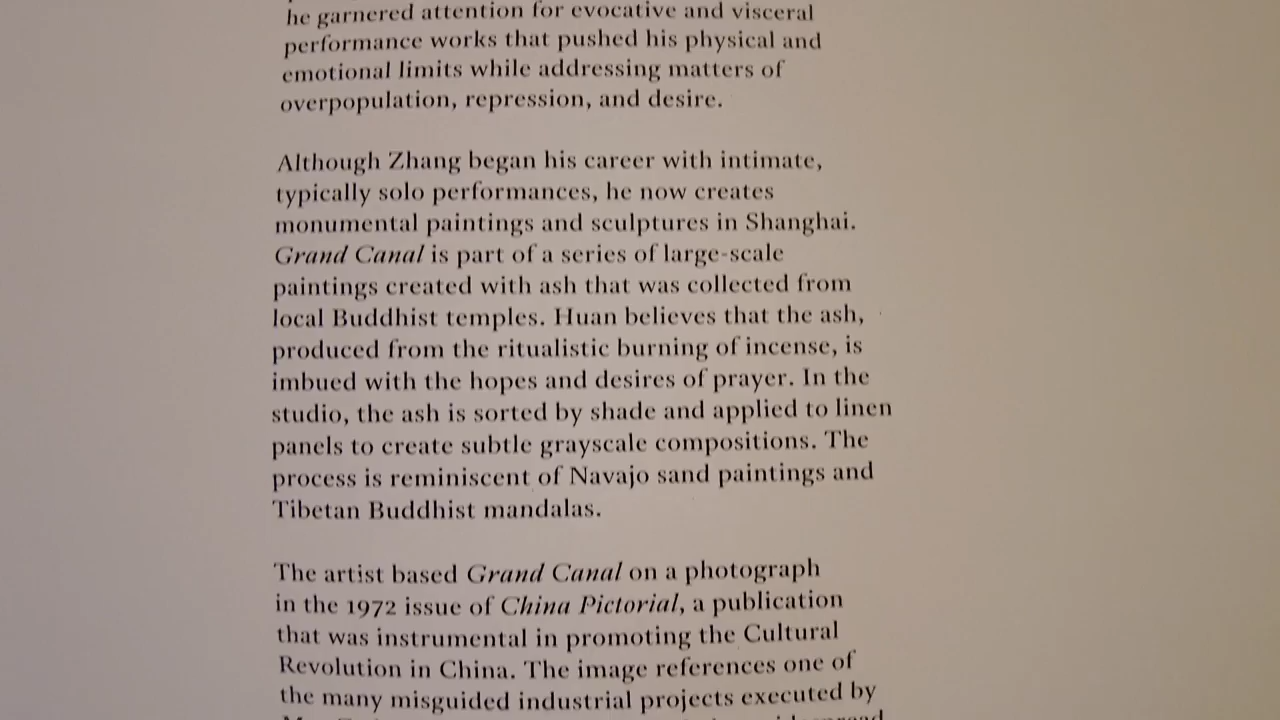 he garnered attention for evocative and visceral
performance works that pushed his physical and
emotional limits while addressing matters of
overpopulation, repression, and desire.
Although Zhang began his career with intimate,
typically solo performances, he now creates
monumental paintings and sculptures in Shanghai.
Grand Canal is part of a series of large-scale
paintings created with ash that was collected from
local Buddhist temples. Huan believes that the ash,
produced from the ritualistic burning of incense, is
imbued with the hopes and desires of prayer. In the
studio, the ash is sorted by shade and applied to linen
panels to create subtle grayscale compositions. The
process is reminiscent of Navajo sand paintings and
Tibetan Buddhist mandalas.
The artist based Grand Canal on a photograph
in the 1972 issue of China Pictorial, a publication
that was instrumental in promoting the Cultural
Revolution in China. The image references one of
the many misguided industrial projects executed by